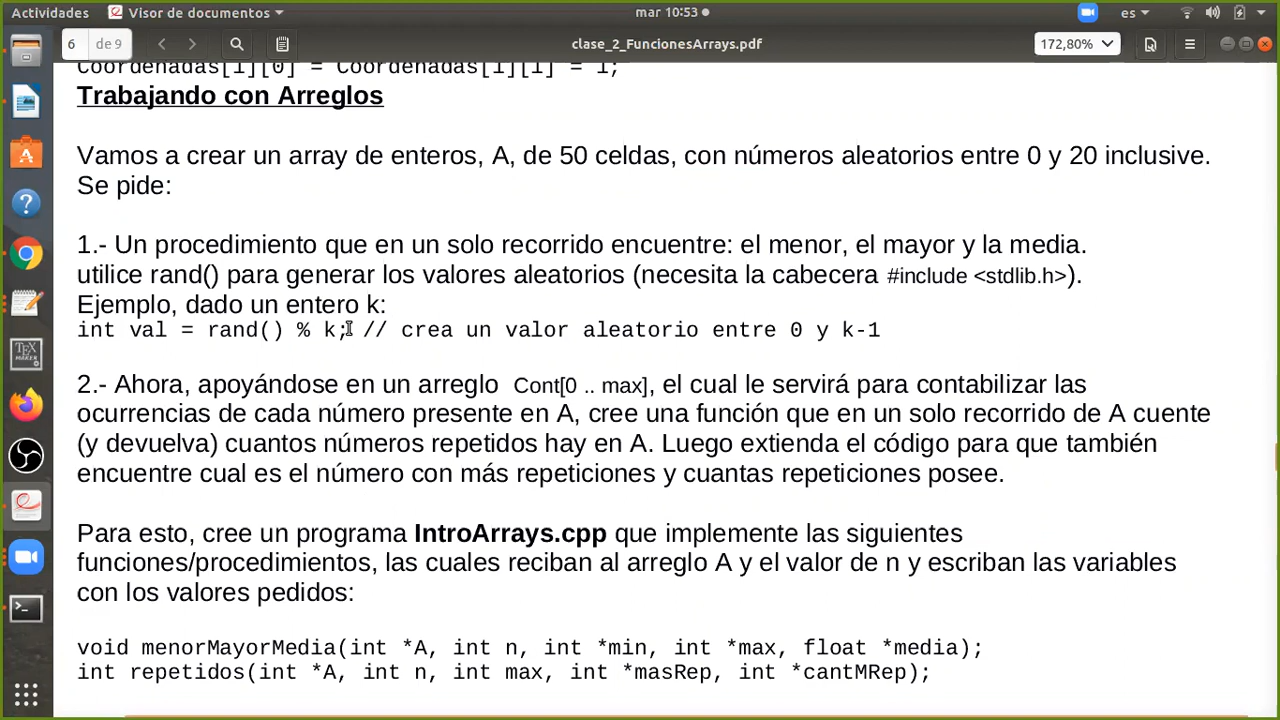 Actividades
Visor de documentos
mar 10:53
es
6 de 9
clase_2_FuncionesArrays.pdf
172,80%
Coordenadas[1][0] = Coordenadas[1][1] = 1;
Trabajando con Arreglos
Vamos a crear un array de enteros, A, de 50 celdas, con números aleatorios entre 0 y 20 inclusive.
Se pide:
1.- Un procedimiento que en un solo recorrido encuentre: el menor, el mayor y la media.
utilice rand() para generar los valores aleatorios (necesita la cabecera #include <stdlib.h>).
Ejemplo, dado un entero k:
int val = rand() % k; // crea un valor aleatorio entre 0 y k-1
2.- Ahora, apoyándose en un arreglo Cont[0 .. max], el cual le servirá para contabilizar las
ocurrencias de cada número presente en A, cree una función que en un solo recorrido de A cuente
(y devuelva) cuantos números repetidos hay en A. Luego extienda el código para que también
encuentre cual es el número con más repeticiones y cuantas repeticiones posee.
Para esto, cree un programa IntroArrays.cpp que implemente las siguientes
funciones/procedimientos, las cuales reciban al arreglo A y el valor de n y escriban las variables
con los valores pedidos:
void menorMayorMedia(int *A, int n, int *min, int *max, float *media);
int repetidos(int *A, int n, int max, int *masRep, int *cantMRep);